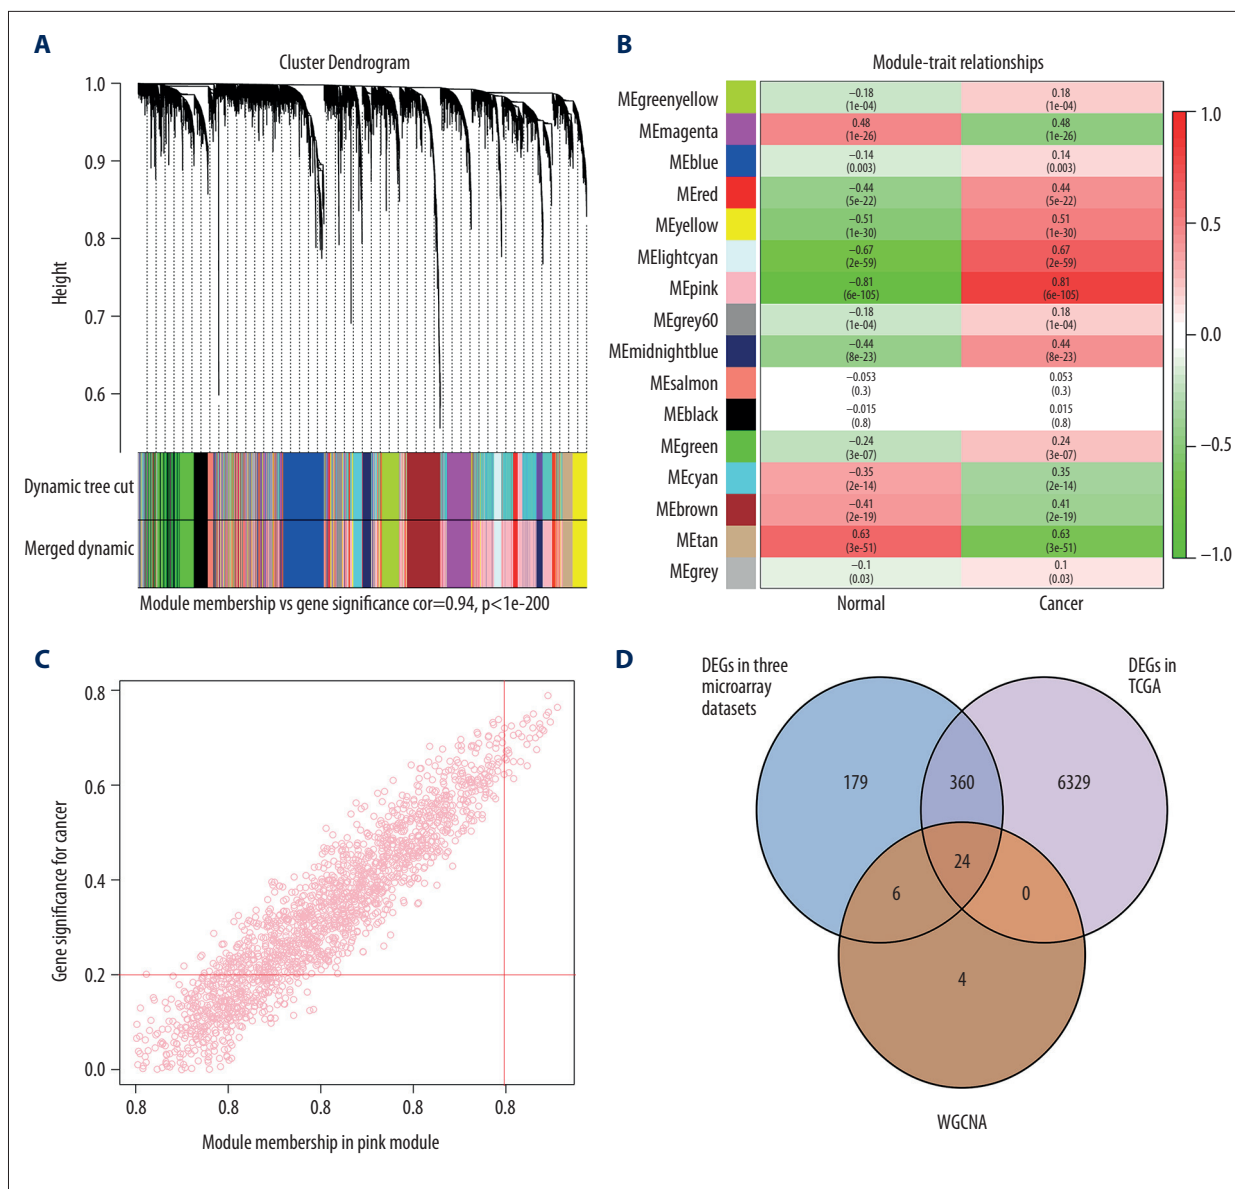 A
Cluster Dendrogram
1.0
0.9
0.8
0.7
0.6
Height
Dynamic tree cut
Merged dynamic
Module membership vs gene significance cor=0.94, p<1e-200
B
Module-trait relationships
MEgreenyellow
−0.18
(1e-04)
0.18
(1e-04)
MEmagenta
0.48
(1e-26)
0.48
(1e-26)
MEblue
−0.14
(0.003)
0.14
(0.003)
MEred
−0.44
(5e-22)
0.44
(5e-22)
MEyellow
−0.51
(1e-30)
0.51
(1e-30)
MElightcyan
−0.67
(2e-59)
0.67
(2e-59)
MEpink
−0.81
(6e-105)
0.81
(6e-105)
MEgrey60
−0.18
(1e-04)
0.18
(1e-04)
MEmidnightblue
−0.44
(8e-23)
0.44
(8e-23)
MEsalmon
−0.053
(0.3)
0.053
(0.3)
MEblack
−0.015
(0.8)
0.015
(0.8)
MEgreen
−0.24
(3e-07)
0.24
(3e-07)
MEcyan
−0.35
(2e-14)
0.35
(2e-14)
MEbrown
−0.41
(2e-19)
0.41
(2e-19)
MEtan
0.63
(3e-51)
0.63
(3e-51)
MEgrey
−0.1
(0.03)
0.1
(0.03)
Normal
Cancer
1.0
0.5
0.0
−0.5
−1.0
C
0.8
0.6
0.4
0.2
0.0
Gene significance for cancer
0.8
0.8
0.8
0.8
0.8
Module membership in pink module
D
DEGs in three
microarray
datasets
DEGs in
TCGA
179
360
6329
24
6
0
4
WGCNA